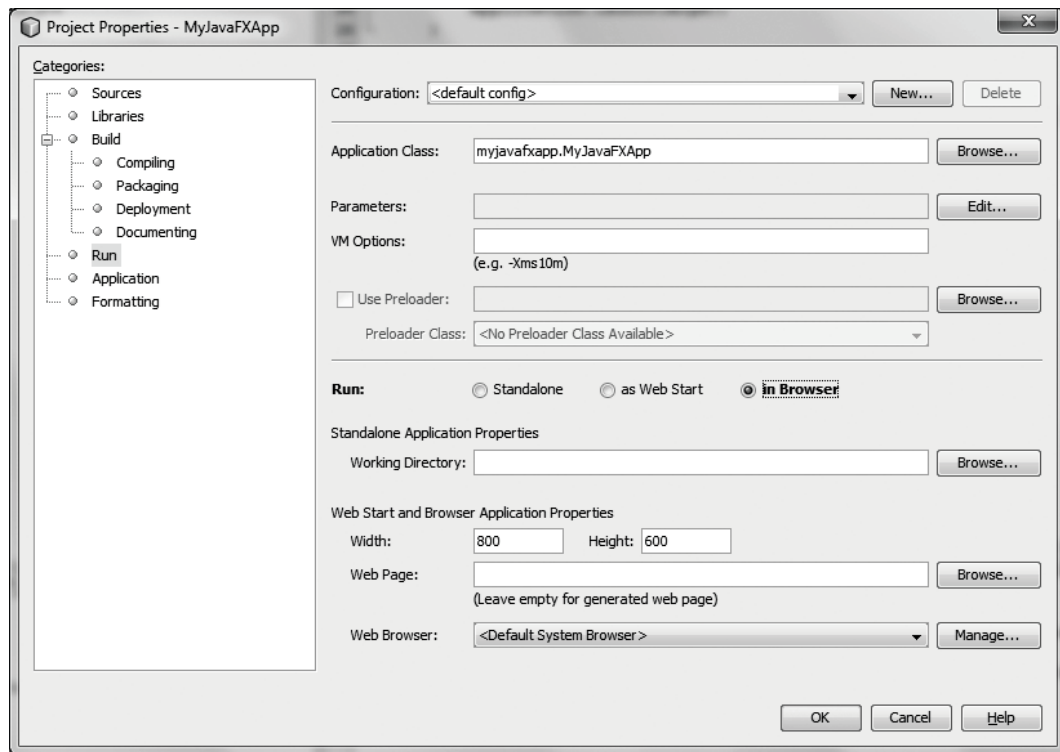 Project Properties - MyJavaFXApp
Categories:
Sources
Libraries
Build
Compiling
Packaging
Deployment
Documenting
Run
Application
Formatting
Configuration: <default config> New... Delete
Application Class: myjavafxapp.MyJavaFXApp Browse...
Parameters: Edit...
VM Options:
(e.g. -Xms10m)
Use Preloader: Browse...
Preloader Class: <No Preloader Class Available>
Run: Standalone as Web Start in Browser
Standalone Application Properties
Working Directory: Browse...
Web Start and Browser Application Properties
Width: 800 Height: 600
Web Page: Browse...
(Leave empty for generated web page)
Web Browser: <Default System Browser> Manage...
OK Cancel Help